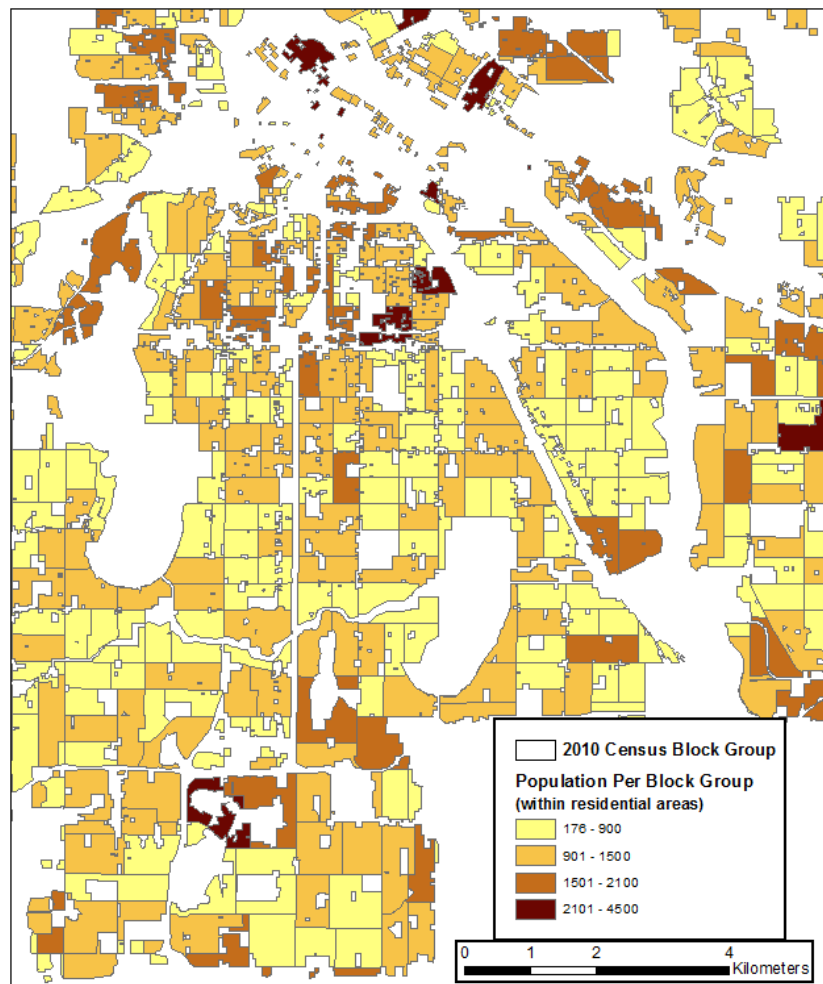 2010 Census Block Group
Population Per Block Group
(within residential areas)
176 - 900
901 - 1500
1501 - 2100
2101 - 4500
0 1 2 4
Kilometers